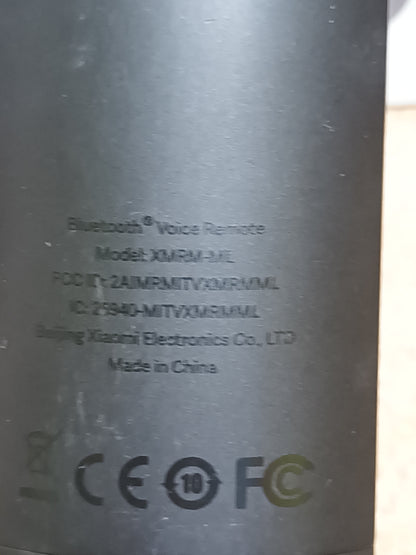 Bluetooth® Voice Remote
Model: XMRM-ML
FCC ID: 2AIMRMITVXMRMML
IC: 25940-MITVXMRMML
Beijing Xiaomi Electronics Co., LTD
Made in China
CE 10 FC